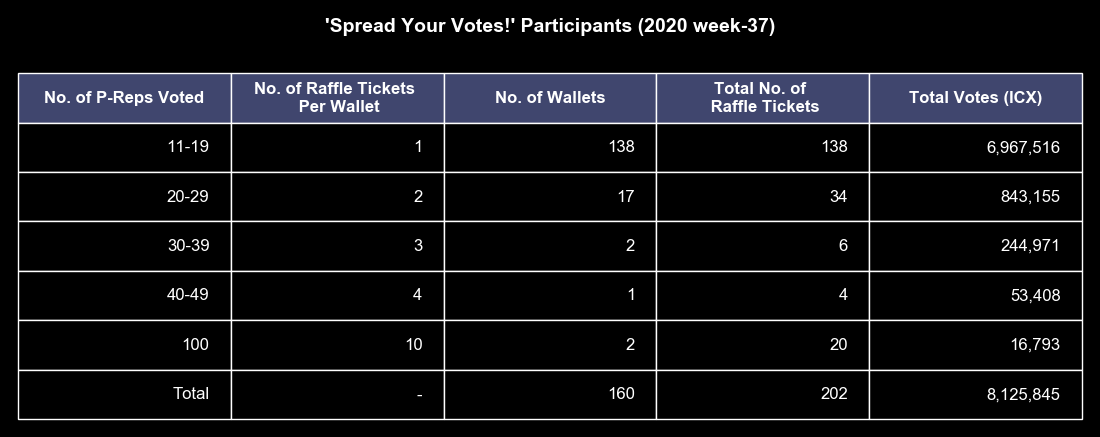 'Spread Your Votes!' Participants (2020 week-37)
No. of P-Reps Voted No. of Raffle Tickets Per Wallet No. of Wallets Total No. of Raffle Tickets Total Votes (ICX)
11-19 1 138 138 6,967,516
20-29 2 17 34 843,155
30-39 3 2 6 244,971
40-49 4 1 4 53,408
100 10 2 20 16,793
Total - 160 202 8,125,845